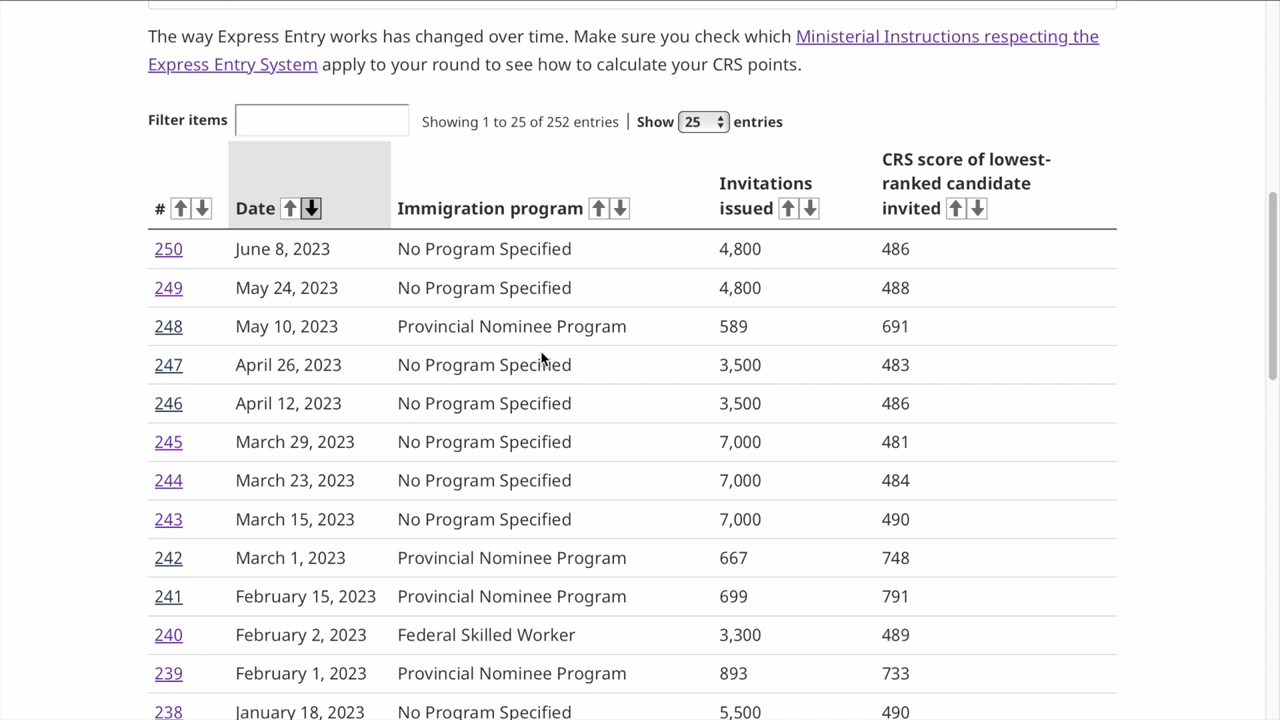 The way Express Entry works has changed over time. Make sure you check which Ministerial Instructions respecting the
Express Entry System apply to your round to see how to calculate your CRS points.
Filter items Showing 1 to 25 of 252 entries | Show 25 entries
# Date Immigration program Invitations issued CRS score of lowest-ranked candidate invited
250 June 8, 2023 No Program Specified 4,800 486
249 May 24, 2023 No Program Specified 4,800 488
248 May 10, 2023 Provincial Nominee Program 589 691
247 April 26, 2023 No Program Specified 3,500 483
246 April 12, 2023 No Program Specified 3,500 486
245 March 29, 2023 No Program Specified 7,000 481
244 March 23, 2023 No Program Specified 7,000 484
243 March 15, 2023 No Program Specified 7,000 490
242 March 1, 2023 Provincial Nominee Program 667 748
241 February 15, 2023 Provincial Nominee Program 699 791
240 February 2, 2023 Federal Skilled Worker 3,300 489
239 February 1, 2023 Provincial Nominee Program 893 733
238 January 18, 2023 No Program Specified 5,500 490